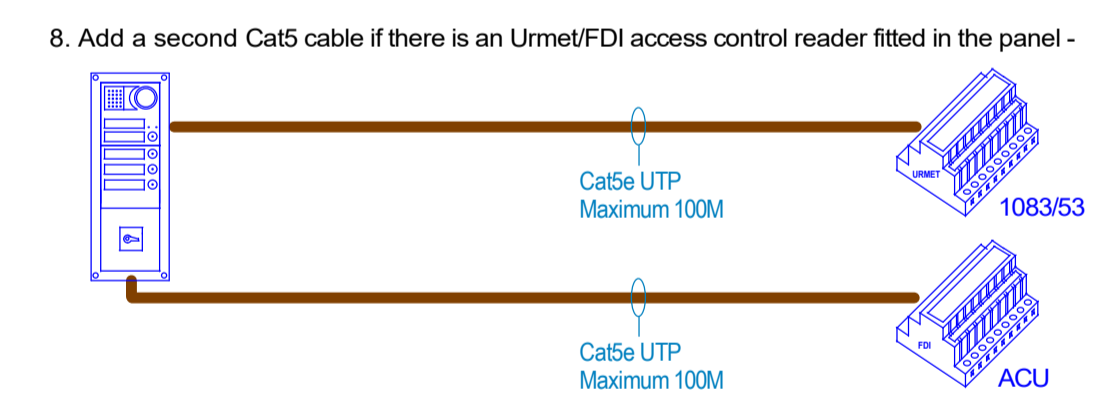 8. Add a second Cat5 cable if there is an Urmet/FDI access control reader fitted in the panel -
Cat5e UTP
Maximum 100M
URMET
1083/53
Cat5e UTP
Maximum 100M
FDI
ACU